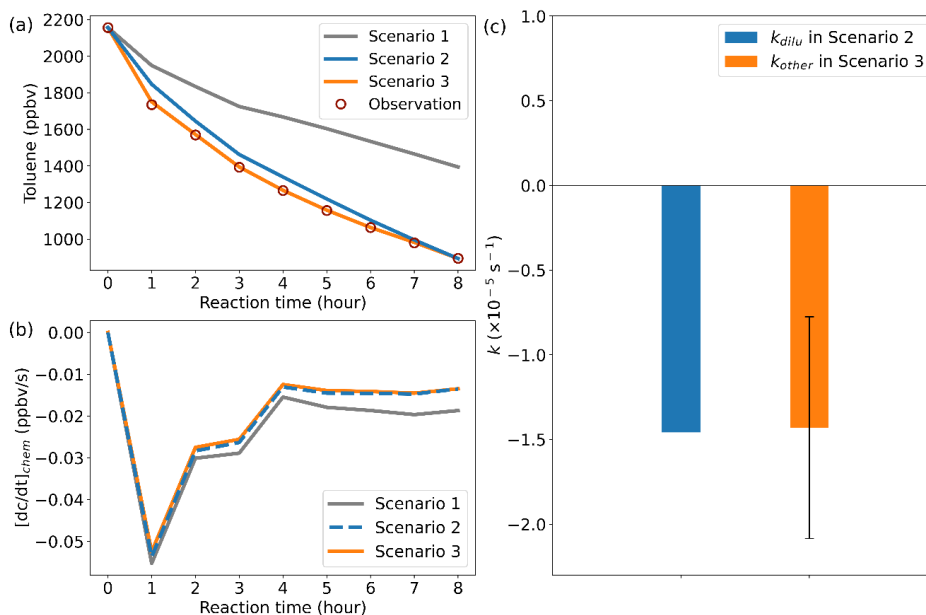 (a)
2200
2000
1800
1600
1400
1200
1000
Toluene (ppbv)
Scenario 1
Scenario 2
Scenario 3
Observation
0 1 2 3 4 5 6 7 8
Reaction time (hour)
(b)
0.00
−0.01
−0.02
−0.03
−0.04
−0.05
[dc/dt]chem (ppbv/s)
Scenario 1
Scenario 2
Scenario 3
0 1 2 3 4 5 6 7 8
Reaction time (hour)
(c)
1.0
0.5
0.0
−0.5
−1.0
−1.5
−2.0
k (×10⁻⁵ s⁻¹)
kdilu in Scenario 2
kother in Scenario 3